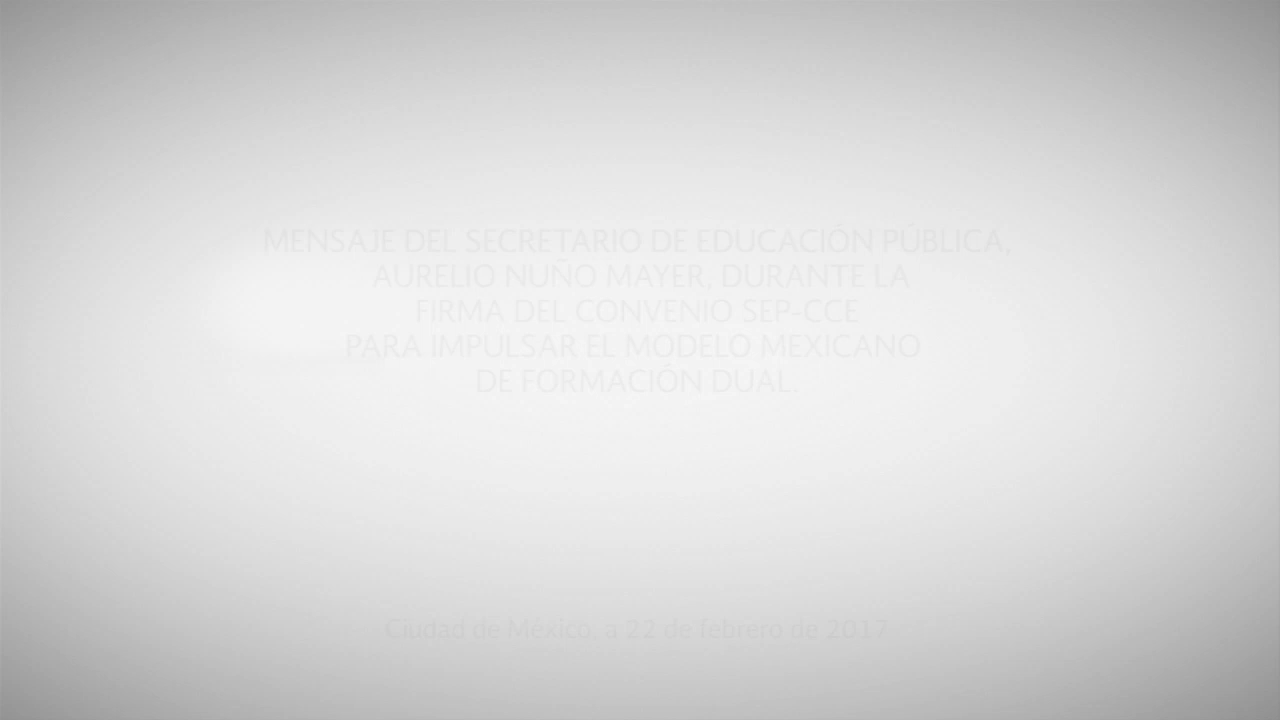 MENSAJE DEL SECRETARIO DE EDUCACIÓN PÚBLICA,
AURELIO NUÑO MAYER, DURANTE LA
FIRMA DEL CONVENIO SEP-CCE
PARA IMPULSAR EL MODELO MEXICANO
DE FORMACIÓN DUAL.
Ciudad de México, a 22 de febrero de 2017